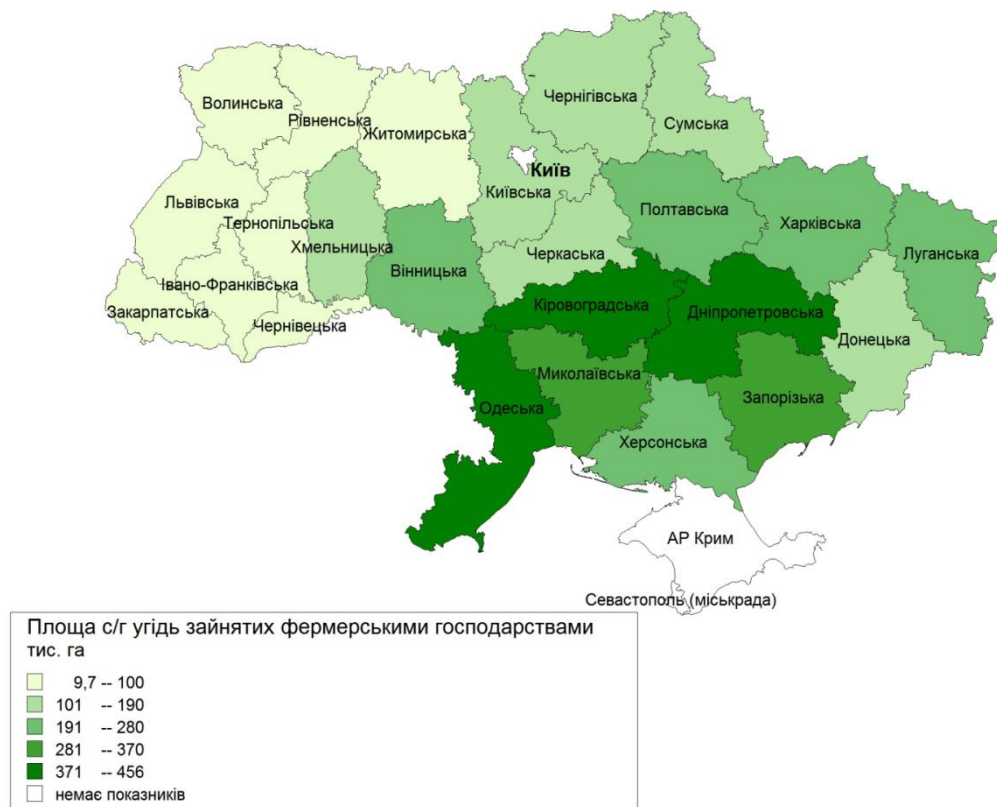 Чернігівська
Волинська
Рівненська
Житомирська
Сумська
Київ
Київська
Львівська
Полтавська
Харківська
Тернопільська
Хмельницька
Черкаська
Луганська
Вінницька
Івано-Франківська
Кіровоградська
Закарпатська
Дніпропетровська
Чернівецька
Донецька
Миколаївська
Запорізька
Одеська
Херсонська
АР Крим
Севастополь (міськрада)
Площа с/г угідь зайнятих фермерськими господарствами
тис. га
9,7 -- 100
101 -- 190
191 -- 280
281 -- 370
371 -- 456
немає показників